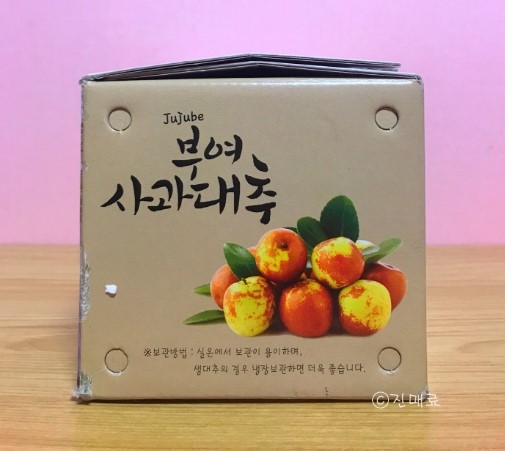 Jujube
부여
사과대추
※보관방법 : 실온에서 보관이 용이하며,
생대추의 경우 냉장보관하면 더욱 좋습니다.
©진매료